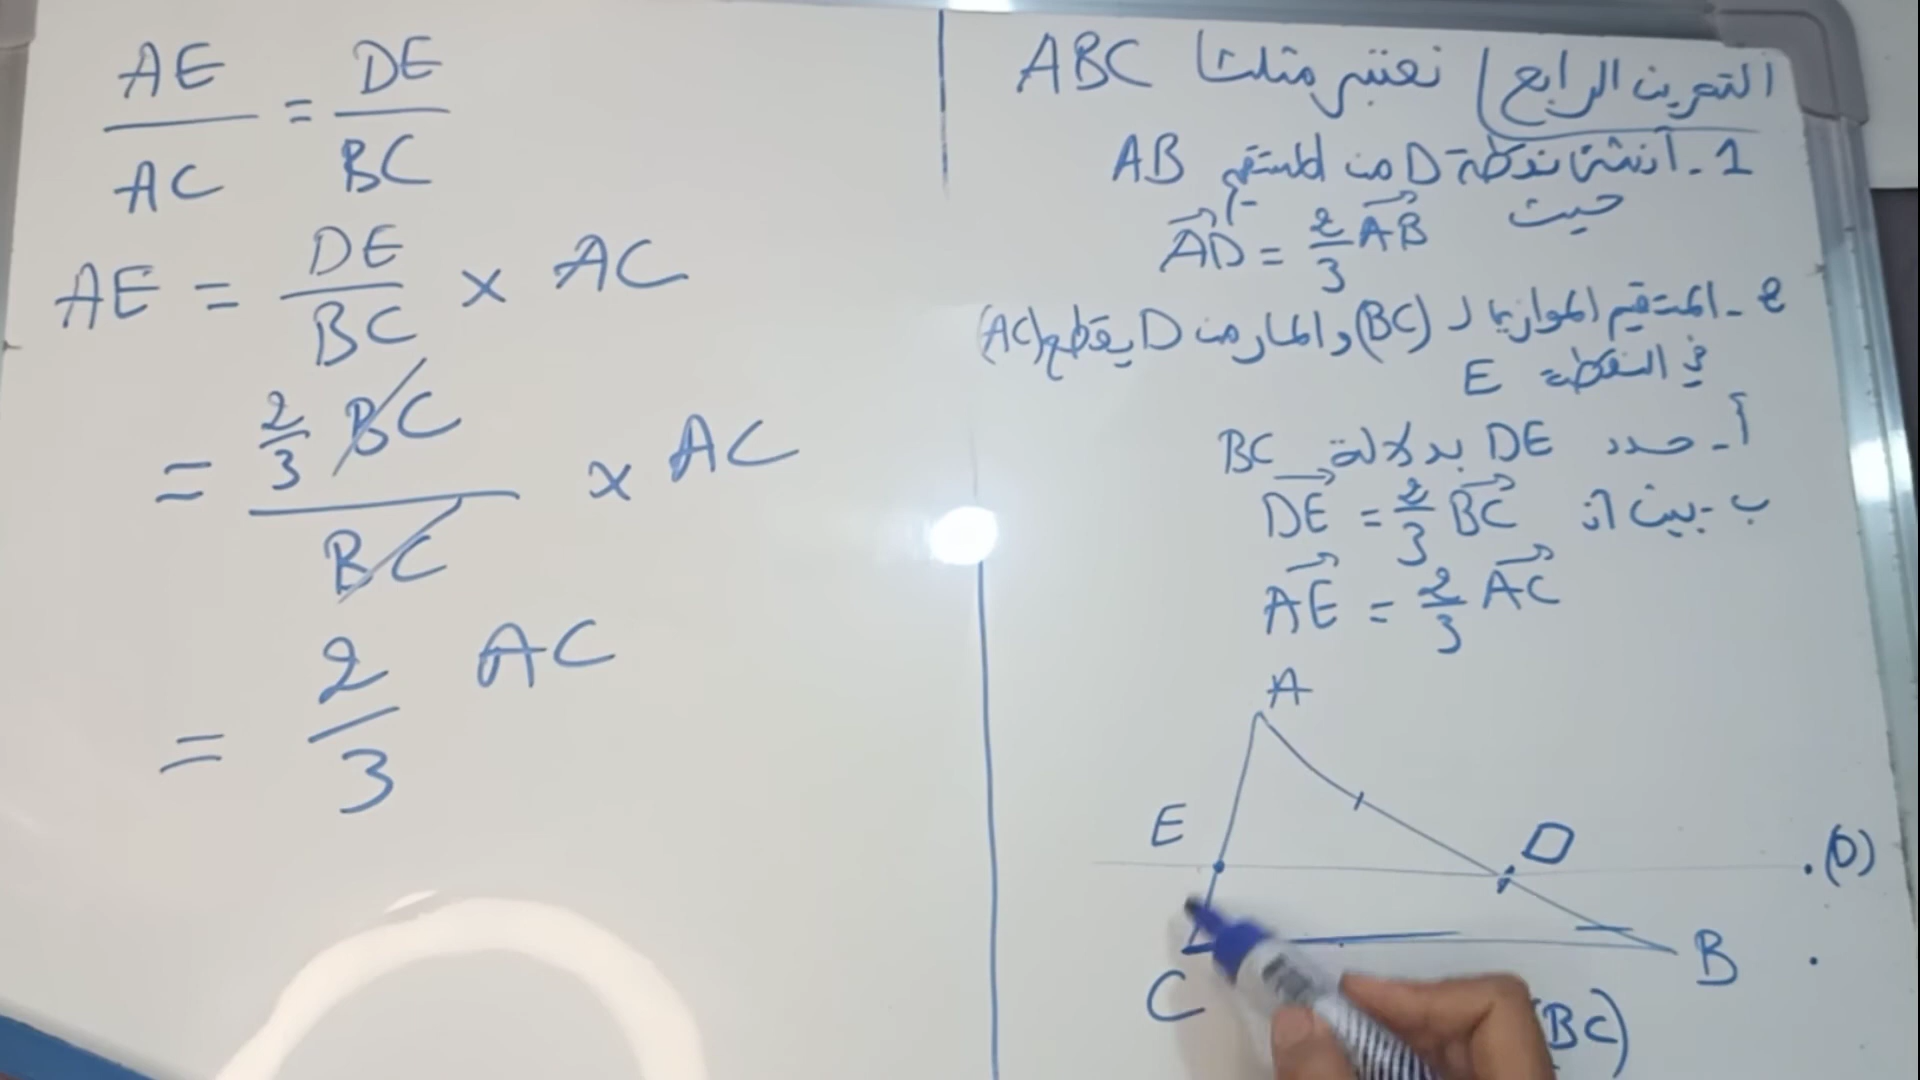 التمرين الرابع) نعتبر مثلثا ABC
1 - أنشئ نقطة D من المستقيم AB
حيث
AD = 2/3 AB
2 - المستقيم الموازي لـ (BC) والمار من D يقطع (AC)
في النقطة E
أ - حدد DE بدلالة BC
ب - بين أن DE = 2/3 BC
AE = 2/3 AC
A
E
D
(D)
C
B
(BC)
AE/AC = DE/BC
AE = DE/BC × AC
= 2/3 BC/BC × AC
= 2/3 AC